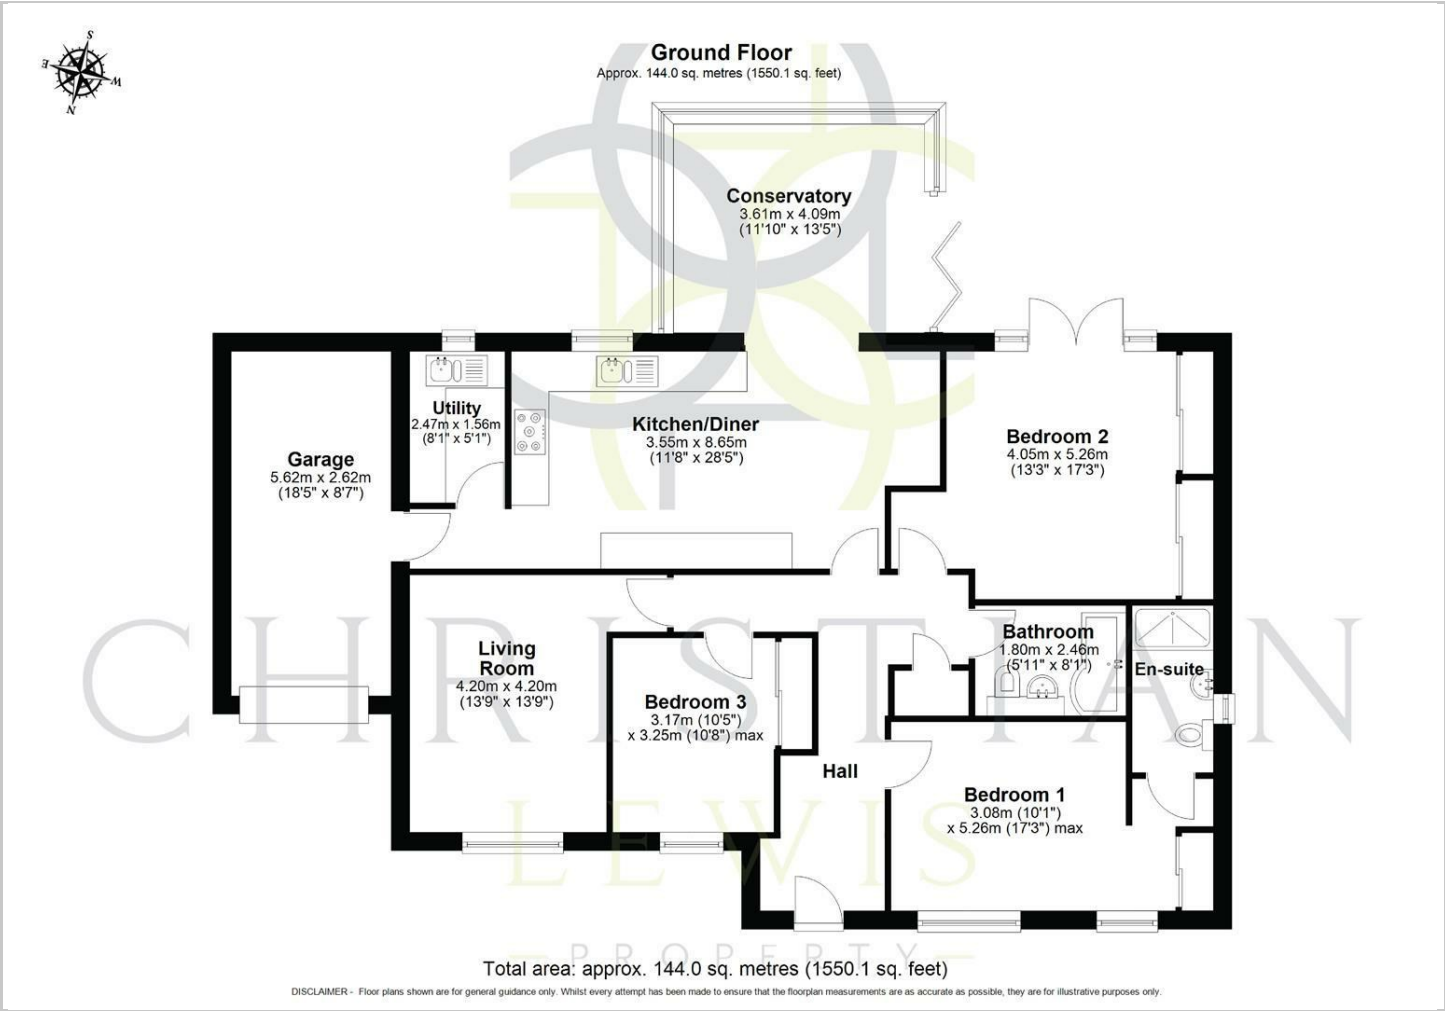 S
E
W
N
Ground Floor
Approx. 144.0 sq. metres (1550.1 sq. feet)
Conservatory
3.61m x 4.09m
(11'10" x 13'5")
Utility
2.47m x 1.56m
(8'1" x 5'1")
Kitchen/Diner
3.55m x 8.65m
(11'8" x 28'5")
Bedroom 2
4.05m x 5.26m
(13'3" x 17'3")
Garage
5.62m x 2.62m
(18'5" x 8'7")
Living
Room
4.20m x 4.20m
(13'9" x 13'9")
Bedroom 3
3.17m (10'5")
x 3.25m (10'8") max
Bathroom
1.80m x 2.46m
(5'11" x 8'1")
En-suite
Hall
Bedroom 1
3.08m (10'1")
x 5.26m (17'3") max
CHRISTIAN
LEWIS
PROPERTY
Total area: approx. 144.0 sq. metres (1550.1 sq. feet)
DISCLAIMER - Floor plans shown are for general guidance only. Whilst every attempt has been made to ensure that the floorplan measurements are as accurate as possible, they are for illustrative purposes only.